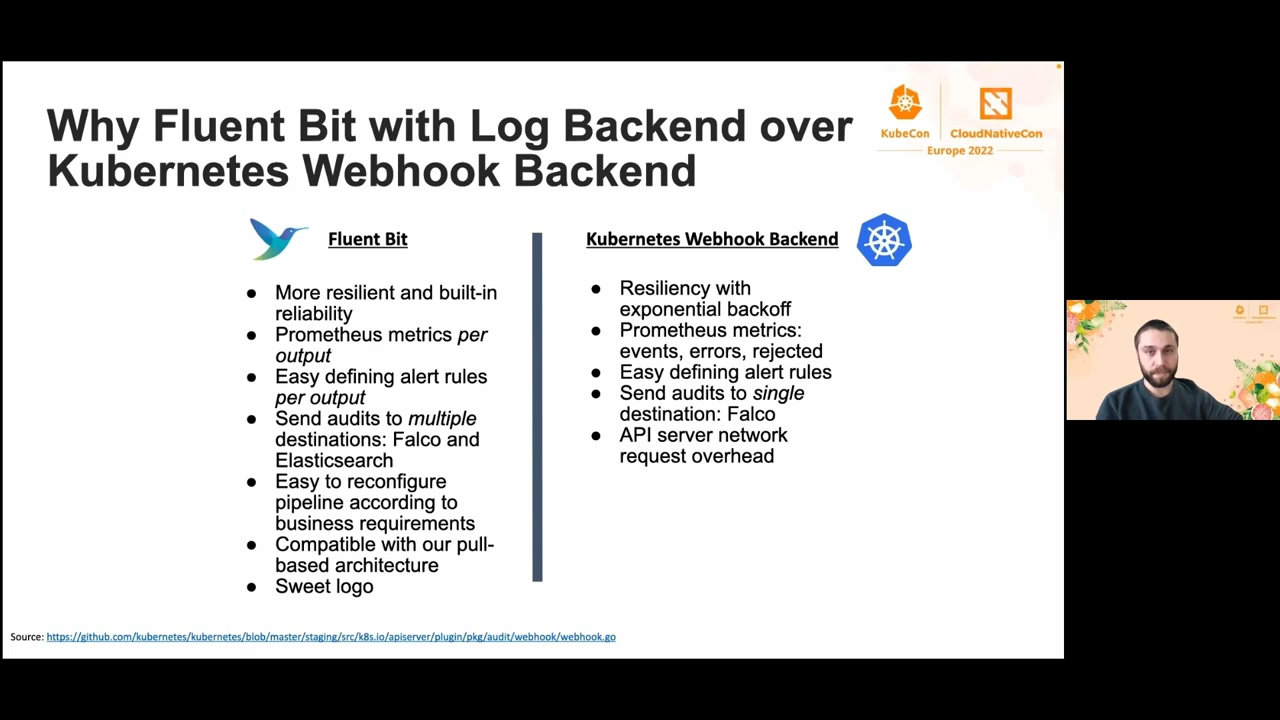 Why Fluent Bit with Log Backend over
Kubernetes Webhook Backend
KubeCon
CloudNativeCon
Europe 2022
Fluent Bit
● More resilient and built-in
reliability
● Prometheus metrics per
output
● Easy defining alert rules
per output
● Send audits to multiple
destinations: Falco and
Elasticsearch
● Easy to reconfigure
pipeline according to
business requirements
● Compatible with our pull-
based architecture
● Sweet logo
Kubernetes Webhook Backend
● Resiliency with
exponential backoff
● Prometheus metrics:
events, errors, rejected
● Easy defining alert rules
● Send audits to single
destination: Falco
● API server network
request overhead
Source: https://github.com/kubernetes/kubernetes/blob/master/staging/src/k8s.io/apiserver/plugin/pkg/audit/webhook/webhook.go